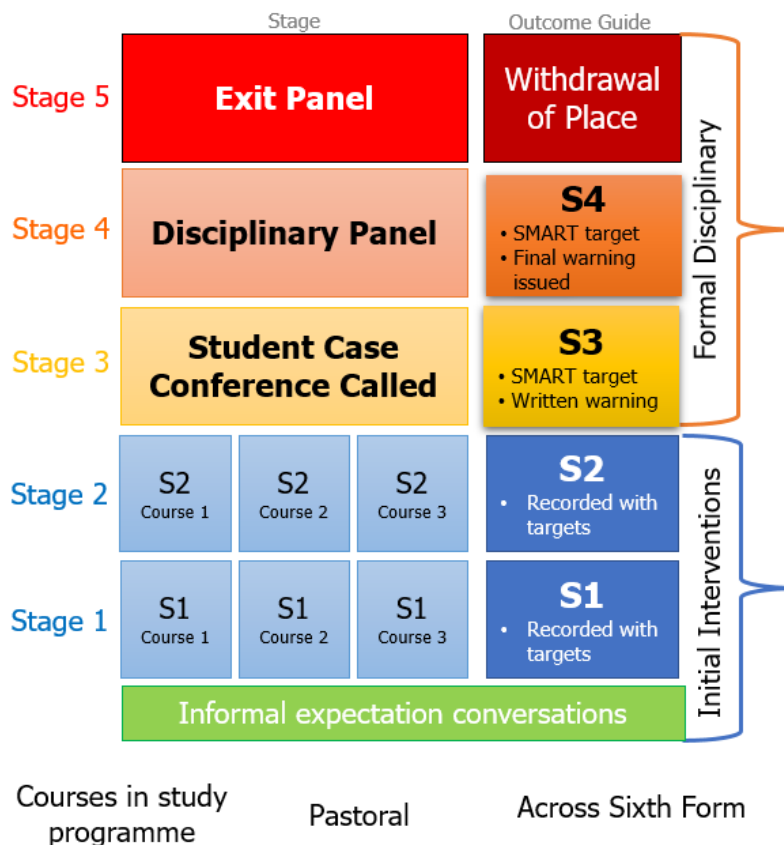 Stage
Outcome Guide
Stage 5
Exit Panel
Withdrawal
of Place
Stage 4
Disciplinary Panel
S4
• SMART target
• Final warning
issued
Formal Disciplinary
Stage 3
Student Case
Conference Called
S3
• SMART target
• Written warning
Stage 2
S2
Course 1
S2
Course 2
S2
Course 3
S2
• Recorded with
targets
Initial Interventions
Stage 1
S1
Course 1
S1
Course 2
S1
Course 3
S1
• Recorded with
targets
Informal expectation conversations
Courses in study
programme
Pastoral
Across Sixth Form